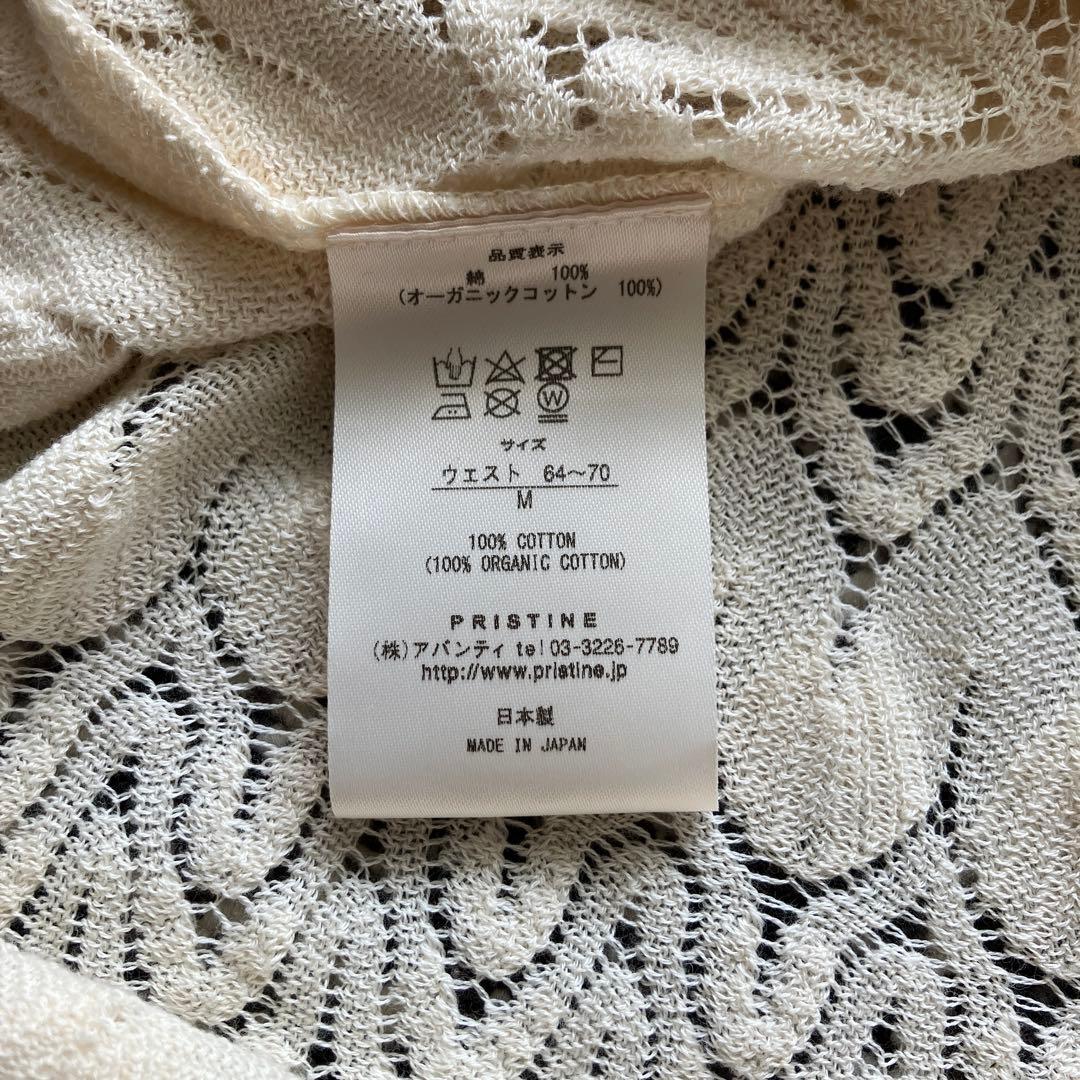 品質表示
綿 100%
(オーガニックコットン 100%)
W
サイズ
ウエスト 64〜70
M
100% COTTON
(100% ORGANIC COTTON)
PRISTINE
(株)アバンティ tel 03-3226-7789
http://www.pristine.jp
日本製
MADE IN JAPAN